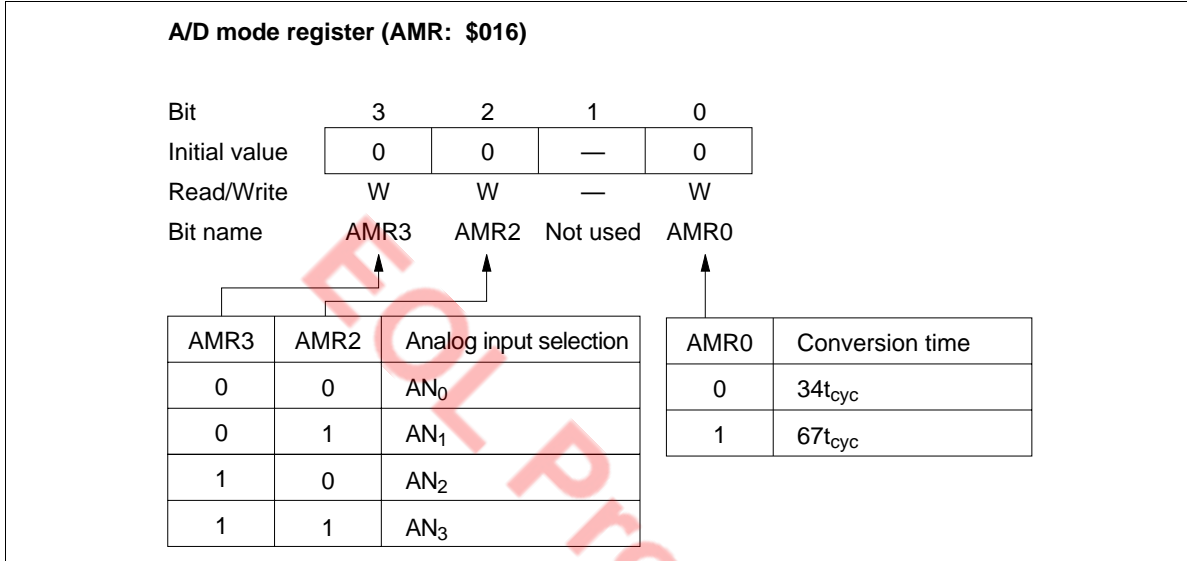 A/D mode register (AMR: $016)
Bit 3 2 1 0
Initial value 0 0 — 0
Read/Write W W — W
Bit name AMR3 AMR2 Not used AMR0
AMR3 AMR2 Analog input selection
0 0 AN0
0 1 AN1
1 0 AN2
1 1 AN3
AMR0 Conversion time
0 34tcyc
1 67tcyc
EOL Pro